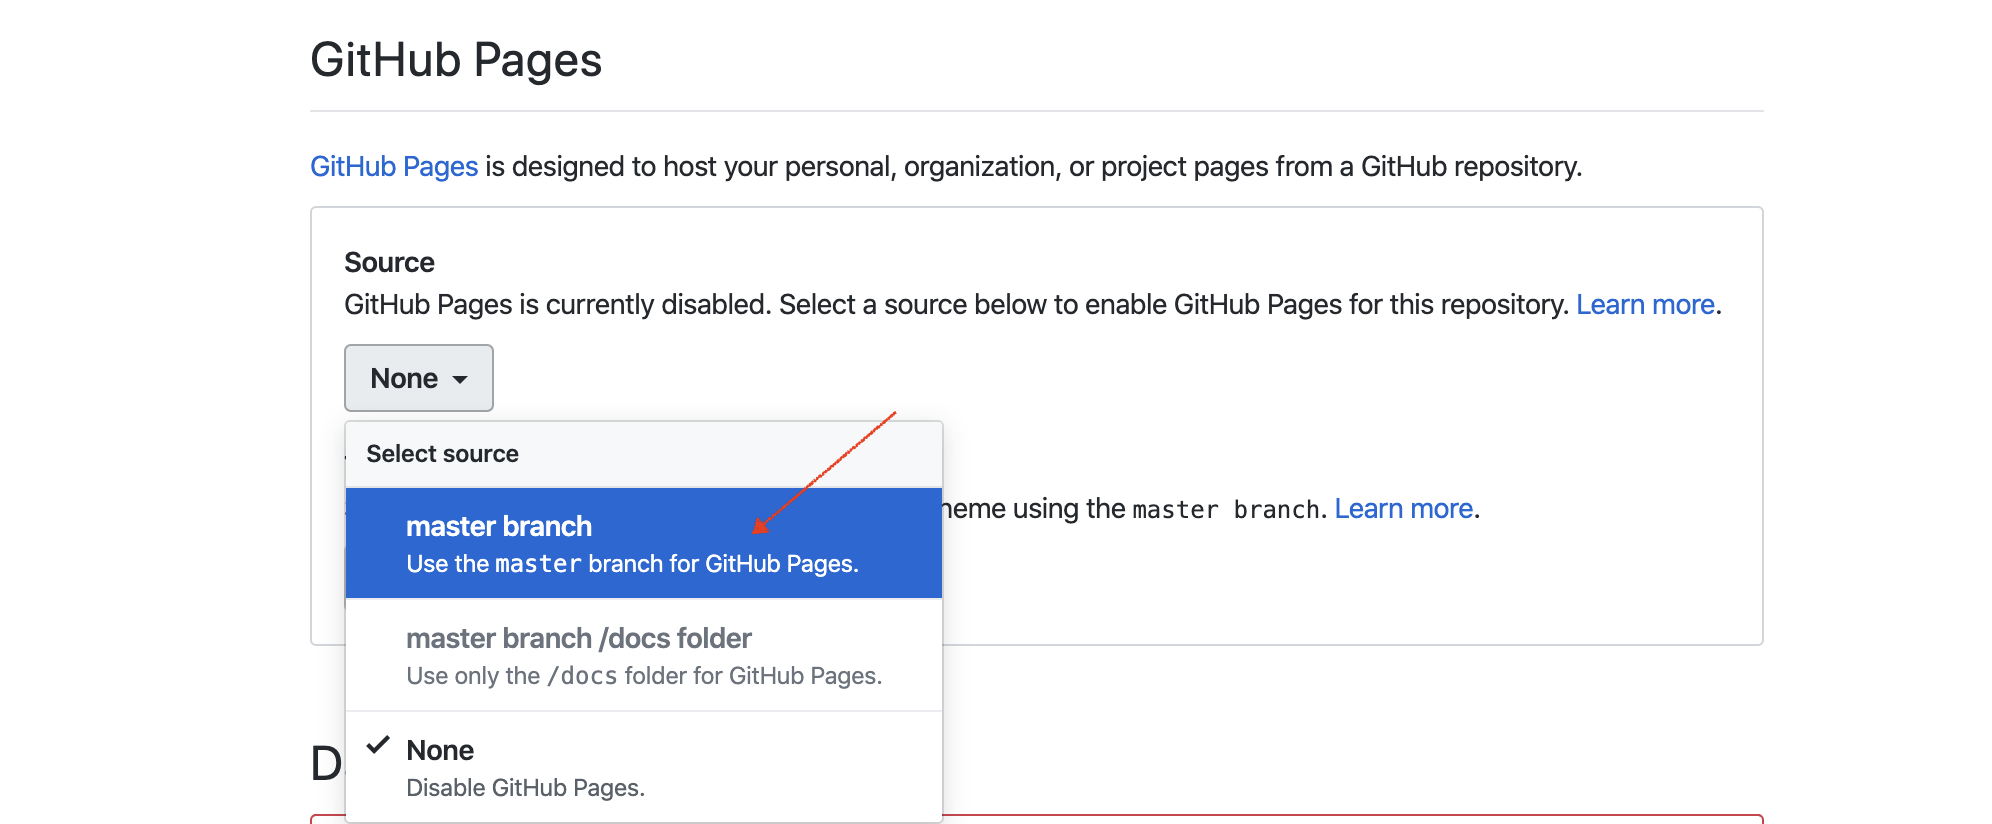 GitHub Pages
GitHub Pages is designed to host your personal, organization, or project pages from a GitHub repository.
Source
GitHub Pages is currently disabled. Select a source below to enable GitHub Pages for this repository. Learn more.
None
Select source
master branch
Use the master branch for GitHub Pages.
using the master branch. Learn more.
master branch /docs folder
Use only the /docs folder for GitHub Pages.
None
Disable GitHub Pages.